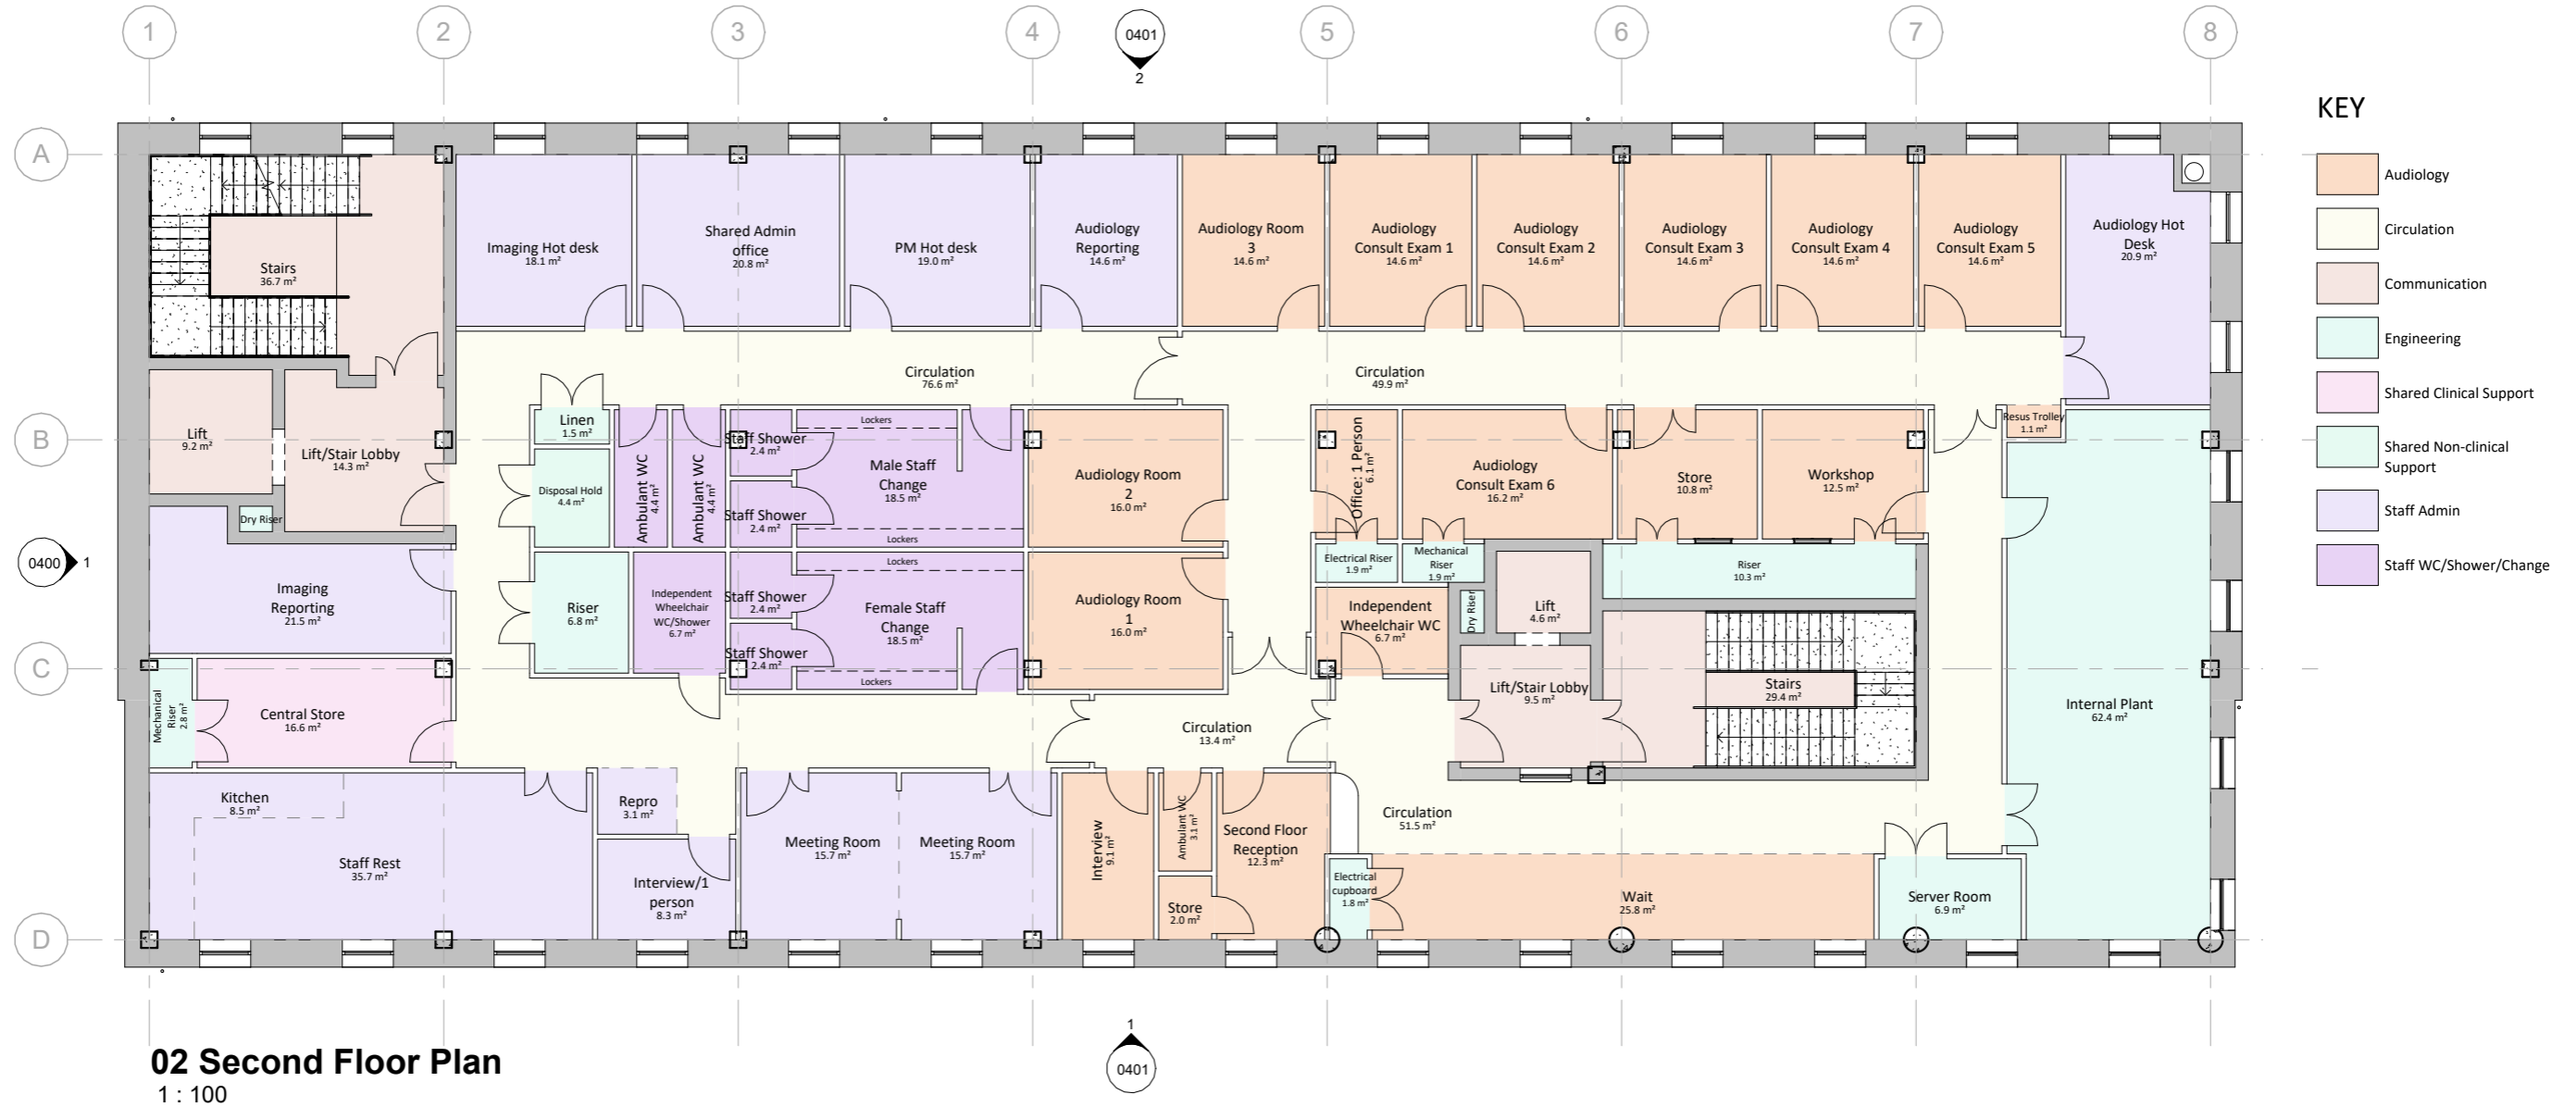 1
2
3
4
5
6
7
8
0401
2
A
B
C
D
0400
1
KEY
Audiology
Circulation
Communication
Engineering
Shared Clinical Support
Shared Non-clinical
Support
Staff Admin
Staff WC/Shower/Change
Stairs
36.7 m²
Imaging Hot desk
18.1 m²
Shared Admin
office
20.8 m²
PM Hot desk
19.0 m²
Audiology
Reporting
14.6 m²
Audiology Room
3
14.6 m²
Audiology
Consult Exam 1
14.6 m²
Audiology
Consult Exam 2
14.6 m²
Audiology
Consult Exam 3
14.6 m²
Audiology
Consult Exam 4
14.6 m²
Audiology
Consult Exam 5
14.6 m²
Audiology Hot
Desk
20.9 m²
Circulation
76.6 m²
Circulation
49.9 m²
Lift
9.2 m²
Lift/Stair Lobby
14.3 m²
Dry Riser
Linen
1.5 m²
Disposal Hold
4.4 m²
Ambulant WC
4.4 m²
Ambulant WC
4.4 m²
Staff Shower
2.4 m²
Staff Shower
2.4 m²
Lockers
Male Staff
Change
18.5 m²
Lockers
Audiology Room
2
16.0 m²
Office: 1 Person
6.1 m²
Audiology
Consult Exam 6
16.2 m²
Store
10.8 m²
Workshop
12.5 m²
Resus Trolley
1.1 m²
Imaging
Reporting
21.5 m²
Riser
6.8 m²
Independent
Wheelchair
WC/Shower
6.7 m²
Staff Shower
2.4 m²
Staff Shower
2.4 m²
Lockers
Female Staff
Change
18.5 m²
Lockers
Audiology Room
1
16.0 m²
Electrical Riser
1.9 m²
Mechanical
Riser
1.9 m²
Riser
10.3 m²
Independent
Wheelchair WC
6.7 m²
Dry Riser
Lift
4.6 m²
Lift/Stair Lobby
9.5 m²
Stairs
29.4 m²
Internal Plant
62.4 m²
Mechanical
Riser
2.8 m²
Central Store
16.6 m²
Circulation
13.4 m²
Kitchen
8.5 m²
Staff Rest
35.7 m²
Repro
3.1 m²
Interview/1
person
8.3 m²
Meeting Room
15.7 m²
Meeting Room
15.7 m²
Interview
9.1 m²
Ambulant WC
3.1 m²
Store
2.0 m²
Second Floor
Reception
12.3 m²
Circulation
51.5 m²
Electrical
cupboard
1.8 m²
Wait
25.8 m²
Server Room
6.9 m²
1
0401
02 Second Floor Plan
1 : 100